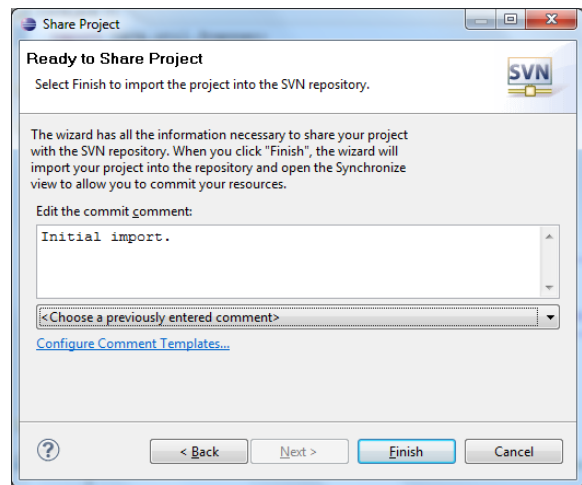 Share Project
Ready to Share Project
Select Finish to import the project into the SVN repository.
SVN
The wizard has all the information necessary to share your project
with the SVN repository. When you click "Finish", the wizard will
import your project into the repository and open the Synchronize
view to allow you to commit your resources.
Edit the commit comment:
Initial import.
<Choose a previously entered comment>
Configure Comment Templates...
? < Back Next > Finish Cancel